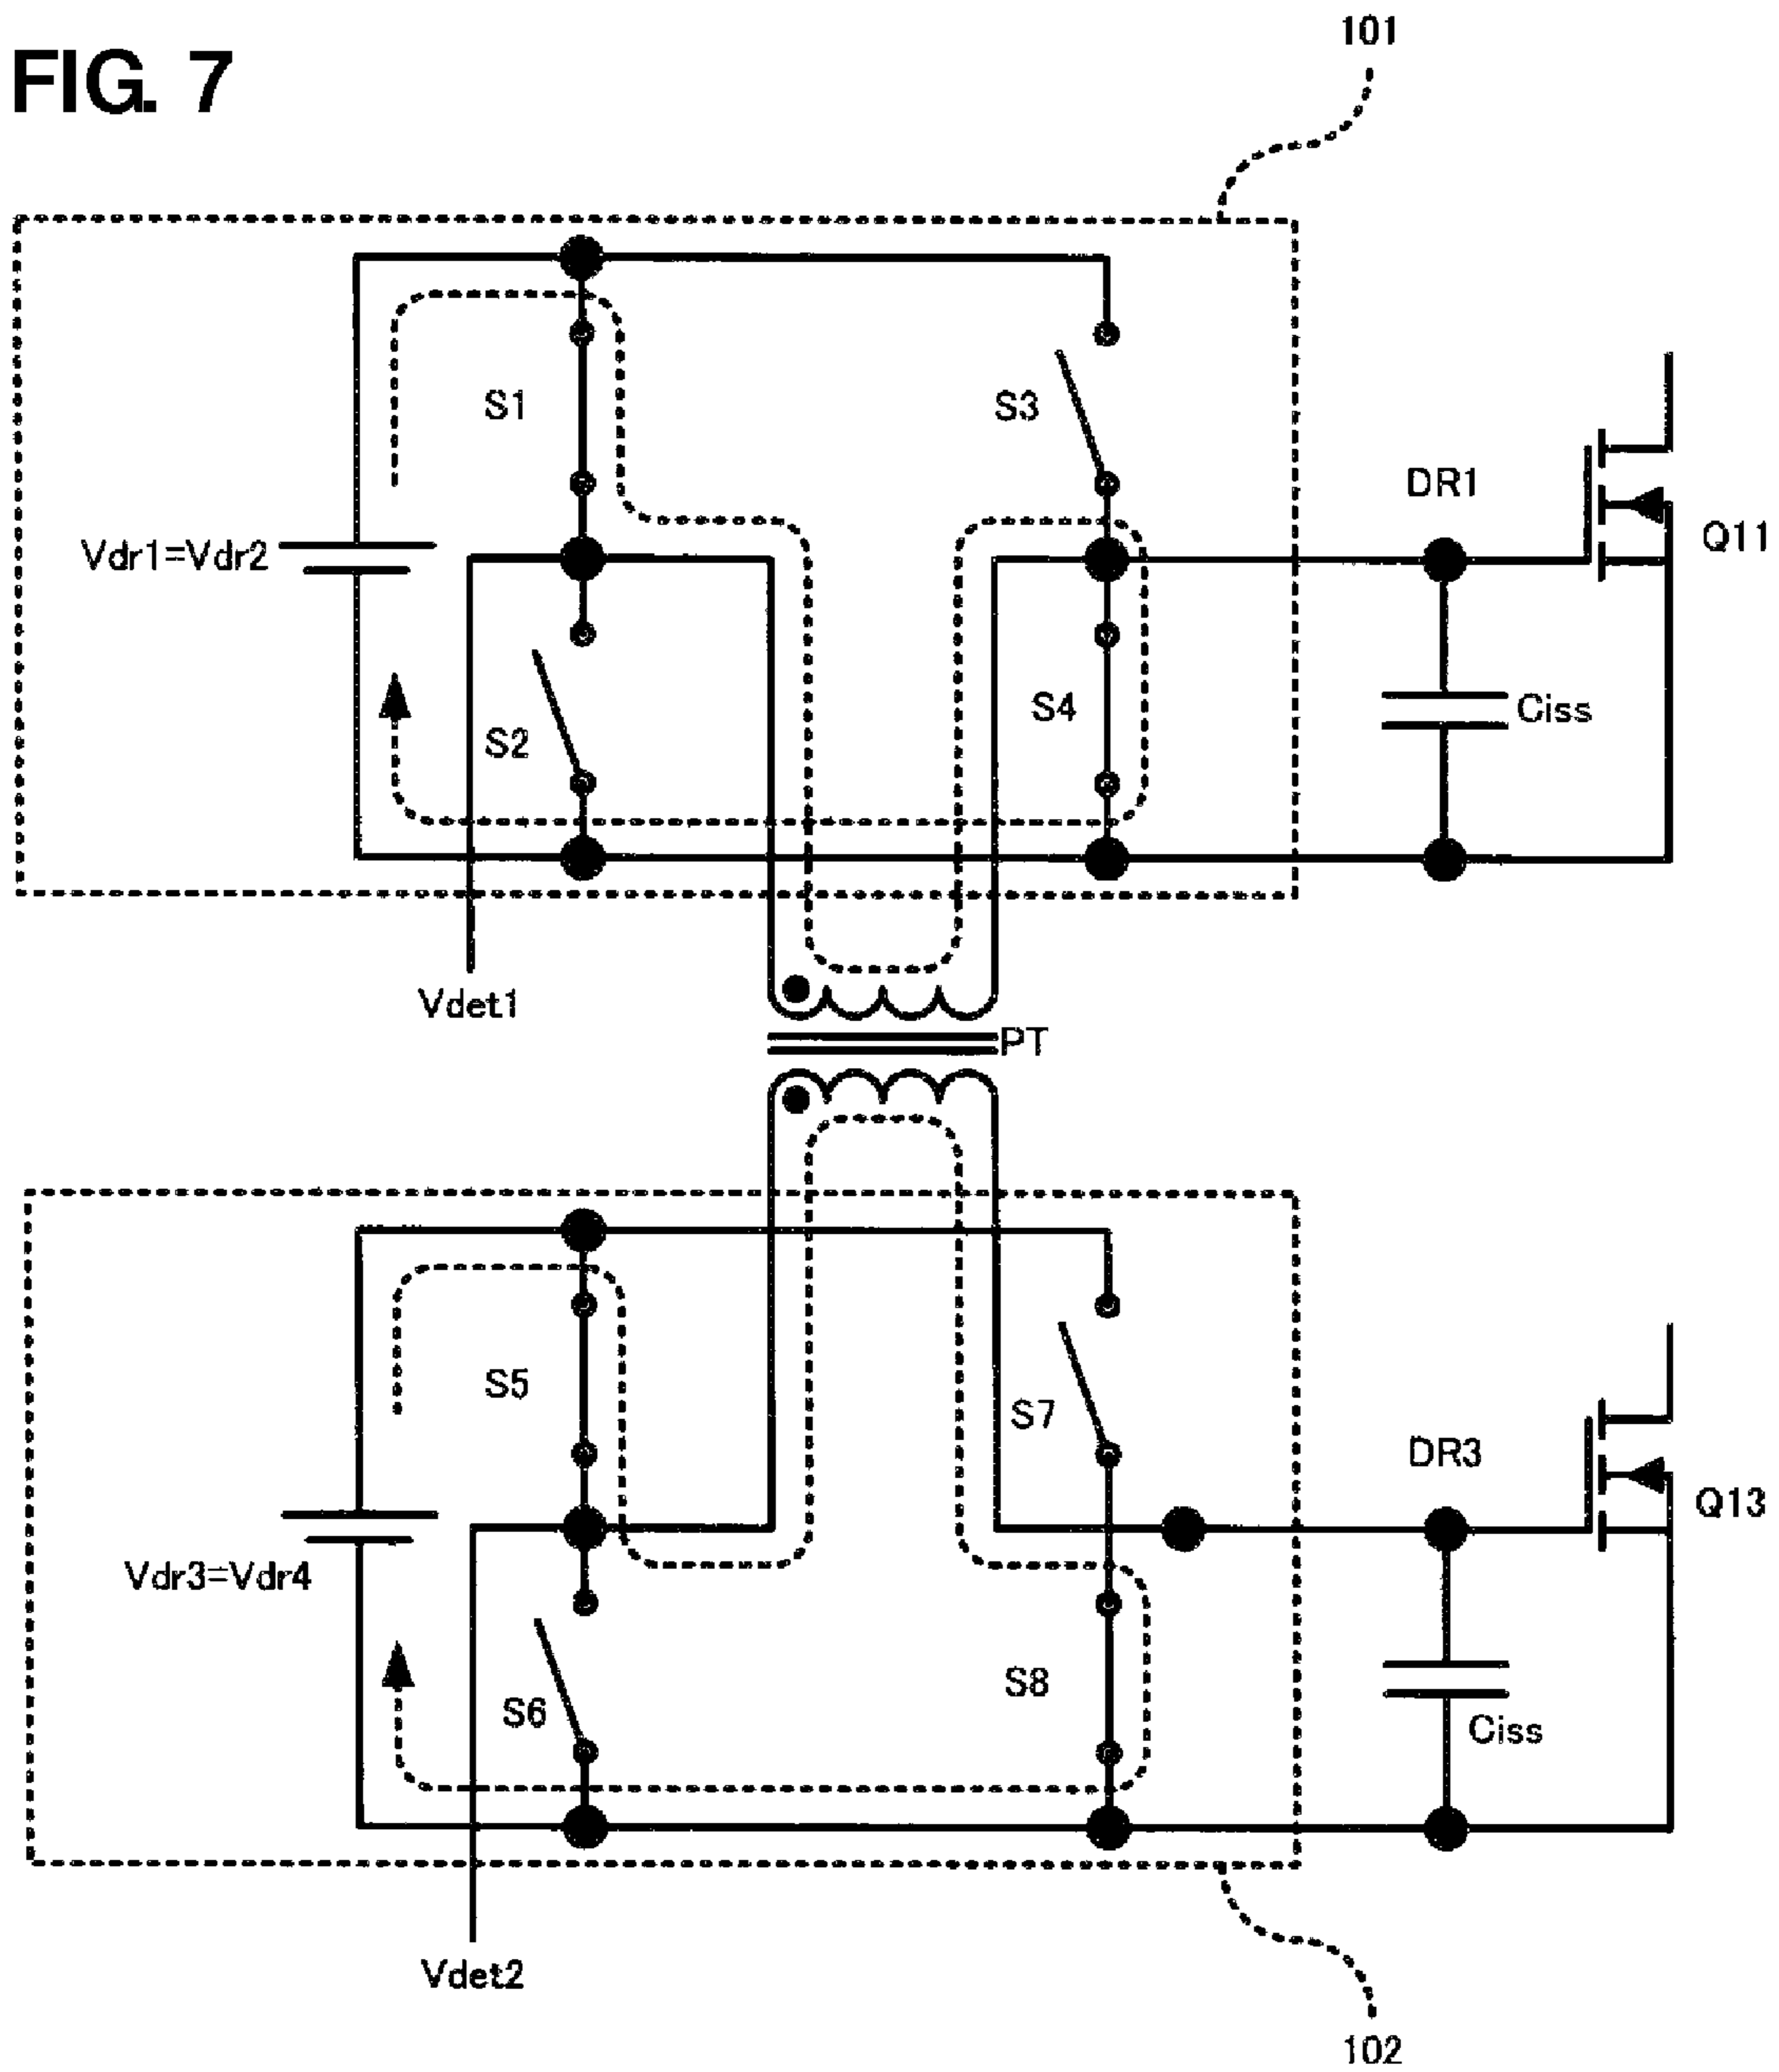 FIG. 7
101
S1
S3
DR1
Q11
Vdr1=Vdr2
S2
S4
Ciss
Vdet1
PT
S5
S7
DR3
Q13
Vdr3=Vdr4
S6
S8
Ciss
Vdet2
102